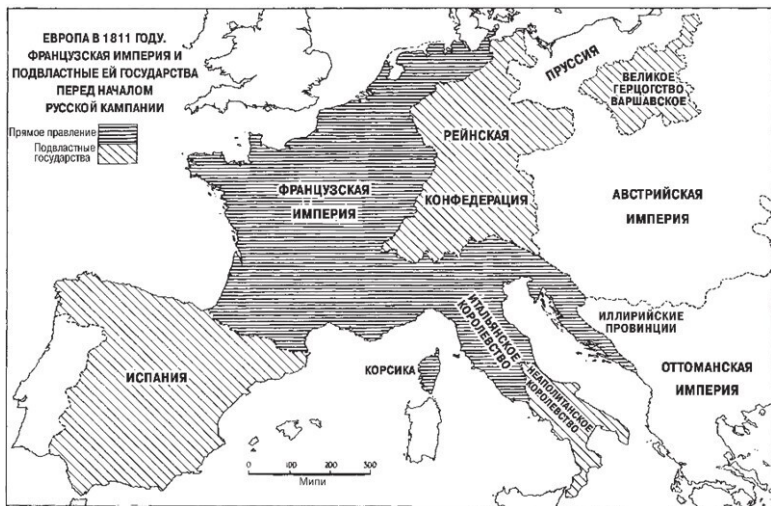 ЕВРОПА В 1811 ГОДУ.
ФРАНЦУЗСКАЯ ИМПЕРИЯ И
ПОДВЛАСТНЫЕ ЕЙ ГОСУДАРСТВА
ПЕРЕД НАЧАЛОМ
РУССКОЙ КАМПАНИИ
Прямое правление
Подвластные
государства
ПРУССИЯ
ВЕЛИКОЕ
ГЕРЦОГСТВО
ВАРШАВСКОЕ
РЕЙНСКАЯ
КОНФЕДЕРАЦИЯ
ФРАНЦУЗСКАЯ
ИМПЕРИЯ
АВСТРИЙСКАЯ
ИМПЕРИЯ
ИТАЛЬЯНСКОЕ
КОРОЛЕВСТВО
ИЛЛИРИЙСКИЕ
ПРОВИНЦИИ
ОТТОМАНСКАЯ
ИМПЕРИЯ
КОРСИКА
НЕАПОЛИТАНСКОЕ
КОРОЛЕВСТВО
ИСПАНИЯ
0 100 200 300
Мипи